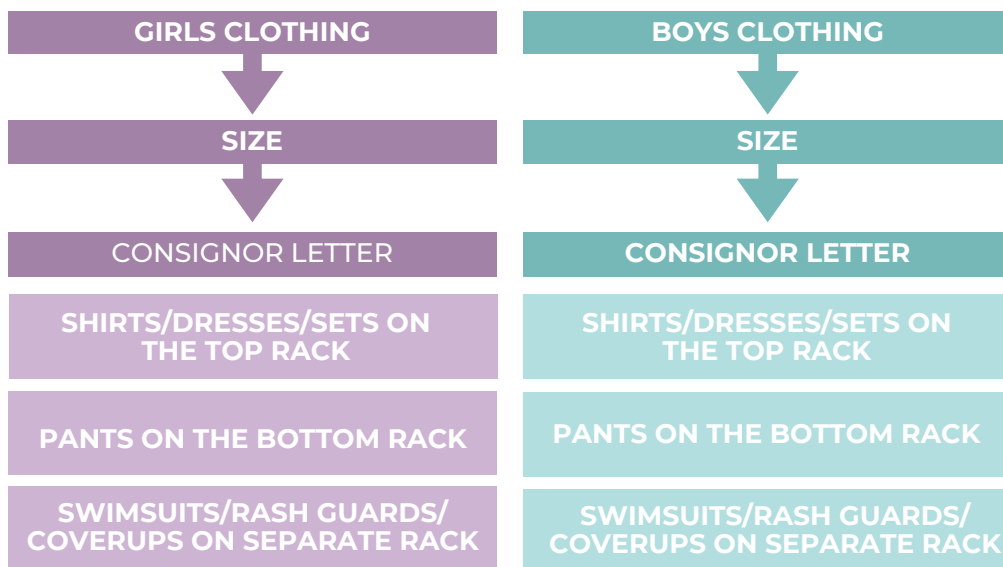 GIRLS CLOTHING
SIZE
CONSIGNOR LETTER
SHIRTS/DRESSES/SETS ON
THE TOP RACK
PANTS ON THE BOTTOM RACK
SWIMSUITS/RASH GUARDS/
COVERUPS ON SEPARATE RACK
BOYS CLOTHING
SIZE
CONSIGNOR LETTER
SHIRTS/DRESSES/SETS ON
THE TOP RACK
PANTS ON THE BOTTOM RACK
SWIMSUITS/RASH GUARDS/
COVERUPS ON SEPARATE RACK